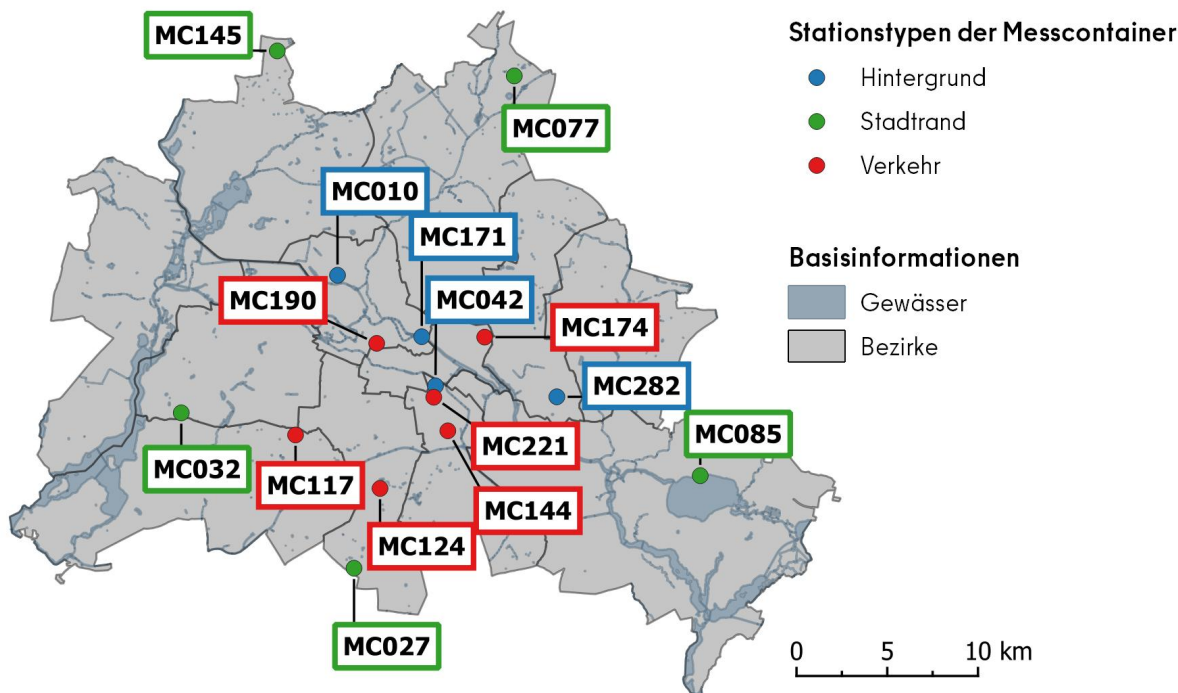 MC145
MC077
MC010
MC171
MC190
MC042
MC174
MC282
MC085
MC221
MC032
MC117
MC144
MC124
MC027
Stationstypen der Messcontainer
Hintergrund
Stadtrand
Verkehr
Basisinformationen
Gewässer
Bezirke
0 5 10 km